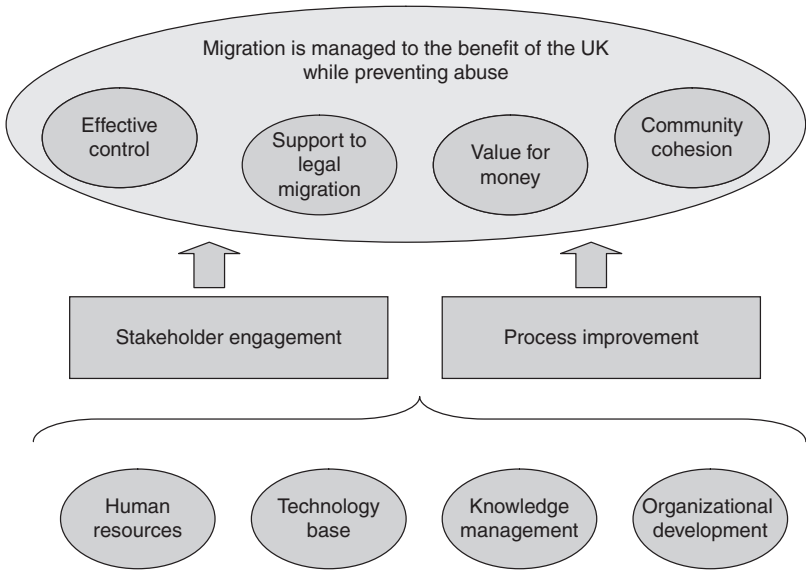 Migration is managed to the benefit of the UK
while preventing abuse
Effective
control
Support to
legal
migration
Value for
money
Community
cohesion
Stakeholder engagement
Process improvement
Human
resources
Technology
base
Knowledge
management
Organizational
development